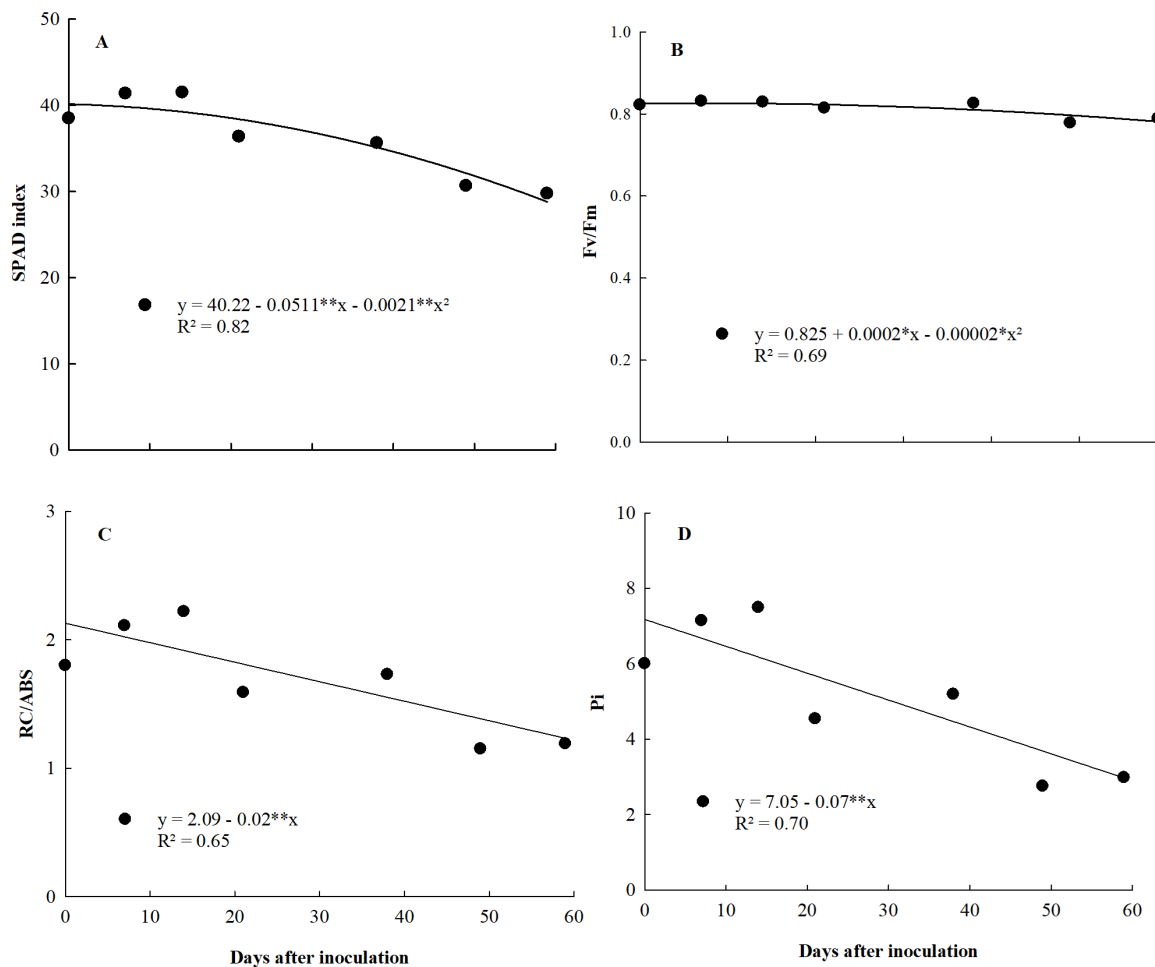 A
SPAD index
50
40
30
20
10
0
y = 40.22 - 0.0511**x - 0.0021**x²
R² = 0.82
B
Fv/Fm
1.0
0.8
0.6
0.4
0.2
0.0
y = 0.825 + 0.0002*x - 0.00002*x²
R² = 0.69
C
RC/ABS
3
2
1
0
y = 2.09 - 0.02**x
R² = 0.65
0 10 20 30 40 50 60
Days after inoculation
D
Pi
10
8
6
4
2
0
y = 7.05 - 0.07**x
R² = 0.70
0 10 20 30 40 50 60
Days after inoculation